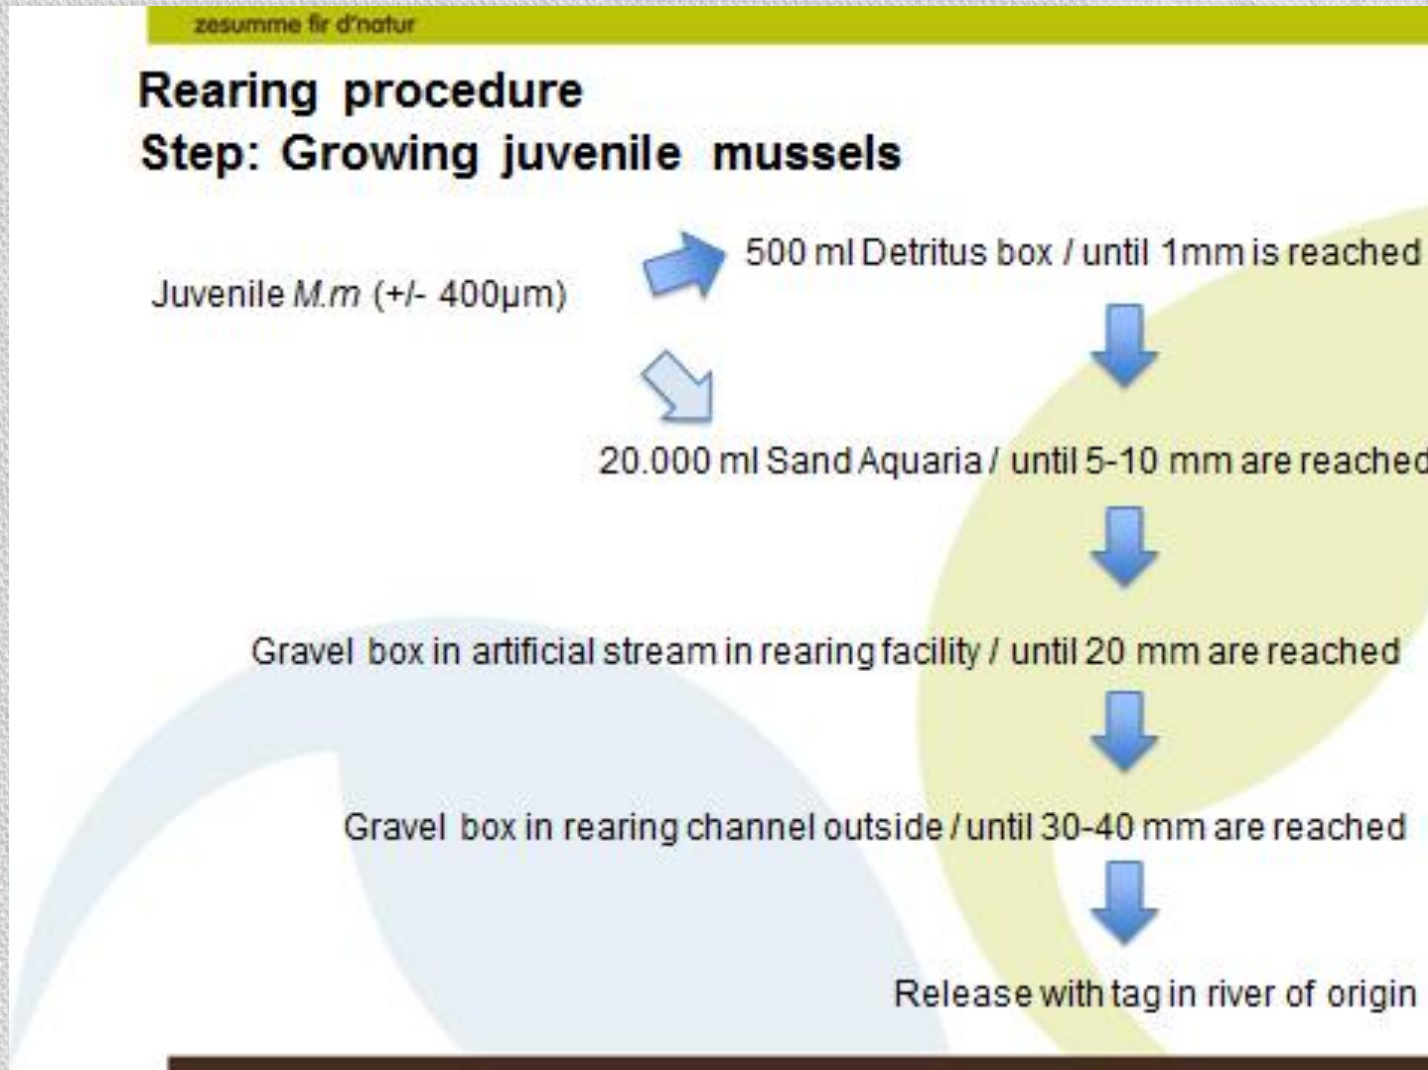 zesumme fir d'natur
Rearing procedure
Step: Growing juvenile mussels
500 ml Detritus box / until 1mm is reached
Juvenile M.m (+/- 400µm)
20.000 ml Sand Aquaria / until 5-10 mm are reached
Gravel box in artificial stream in rearing facility / until 20 mm are reached
Gravel box in rearing channel outside / until 30-40 mm are reached
Release with tag in river of origin